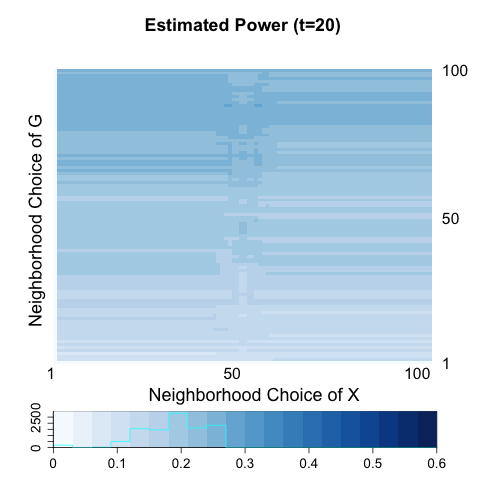 Estimated Power (t=20)
Neighborhood Choice of G
100
50
1
1 50 100
Neighborhood Choice of X
0 2500
0 0.1 0.2 0.3 0.4 0.5 0.6